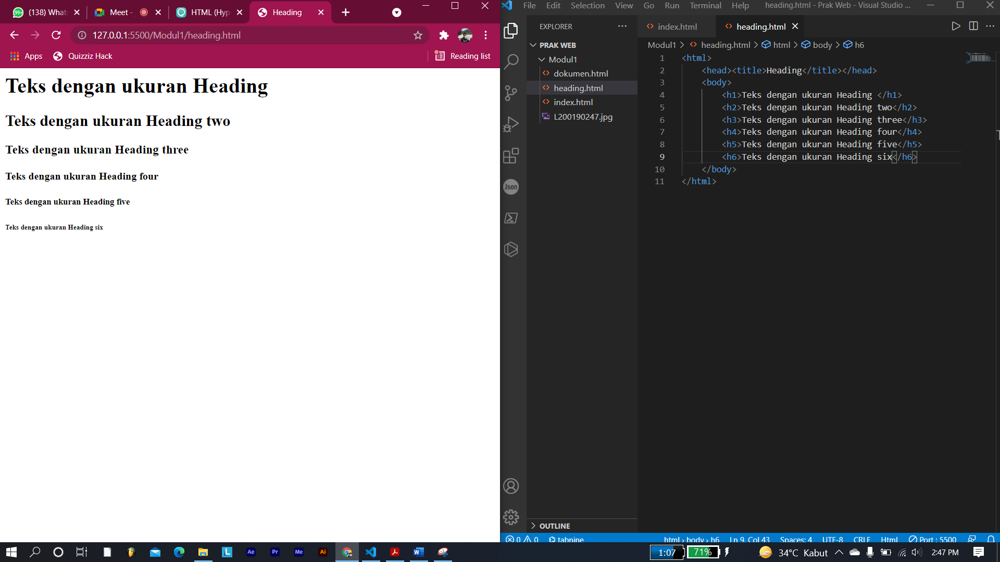 (138) Whats
Meet -
HTML (Hyp
Heading
127.0.0.1:5500/Modul1/heading.html
Apps
Quizziz Hack
Reading list
Teks dengan ukuran Heading
Teks dengan ukuran Heading two
Teks dengan ukuran Heading three
Teks dengan ukuran Heading four
Teks dengan ukuran Heading five
Teks dengan ukuran Heading six
File Edit Selection View Go Run Terminal Help heading.html - Prak Web - Visual Studio ...
EXPLORER
PRAK WEB
Modul1
dokumen.html
heading.html
index.html
L200190247.jpg
OUTLINE
Json
index.html heading.html
Modul1 > heading.html > html > body > h6
1 <html>
2 <head><title>Heading</title></head>
3 <body>
4 <h1>Teks dengan ukuran Heading </h1>
5 <h2>Teks dengan ukuran Heading two</h2>
6 <h3>Teks dengan ukuran Heading three</h3>
7 <h4>Teks dengan ukuran Heading four</h4>
8 <h5>Teks dengan ukuran Heading five</h5>
9 <h6>Teks dengan ukuran Heading six</h6>
10 </body>
11 </html>
0 0 tabnine html › body › h6 Ln 9, Col 43 Spaces: 4 UTF-8 CRLF Html Port : 5500
L Ae Pr Me Ai W 1:07 71% 34°C Kabut 2:47 PM